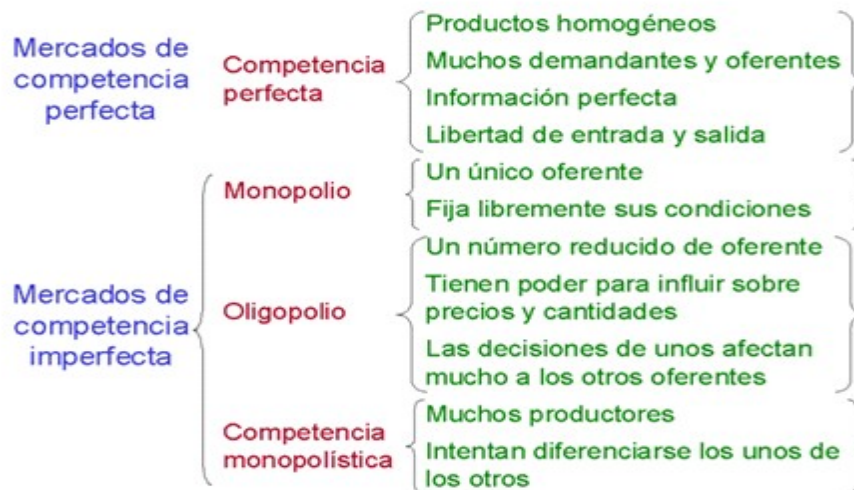 Mercados de
competencia
perfecta
Competencia
perfecta
Productos homogéneos
Muchos demandantes y oferentes
Información perfecta
Libertad de entrada y salida
Mercados de
competencia
imperfecta
Monopolio
Un único oferente
Fija libremente sus condiciones
Oligopolio
Un número reducido de oferente
Tienen poder para influir sobre
precios y cantidades
Las decisiones de unos afectan
mucho a los otros oferentes
Competencia
monopolística
Muchos productores
Intentan diferenciarse los unos de
los otros